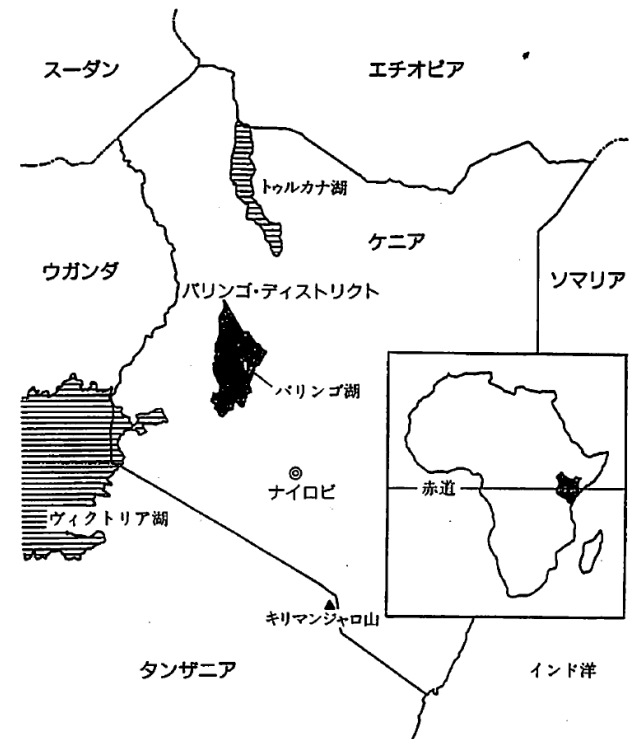 スーダン
エチオピア
トゥルカナ湖
ケニア
ウガンダ
ソマリア
バリンゴ・ディストリクト
バリンゴ湖
赤道
ナイロビ
ヴィクトリア湖
キリマンジャロ山
タンザニア
インド洋